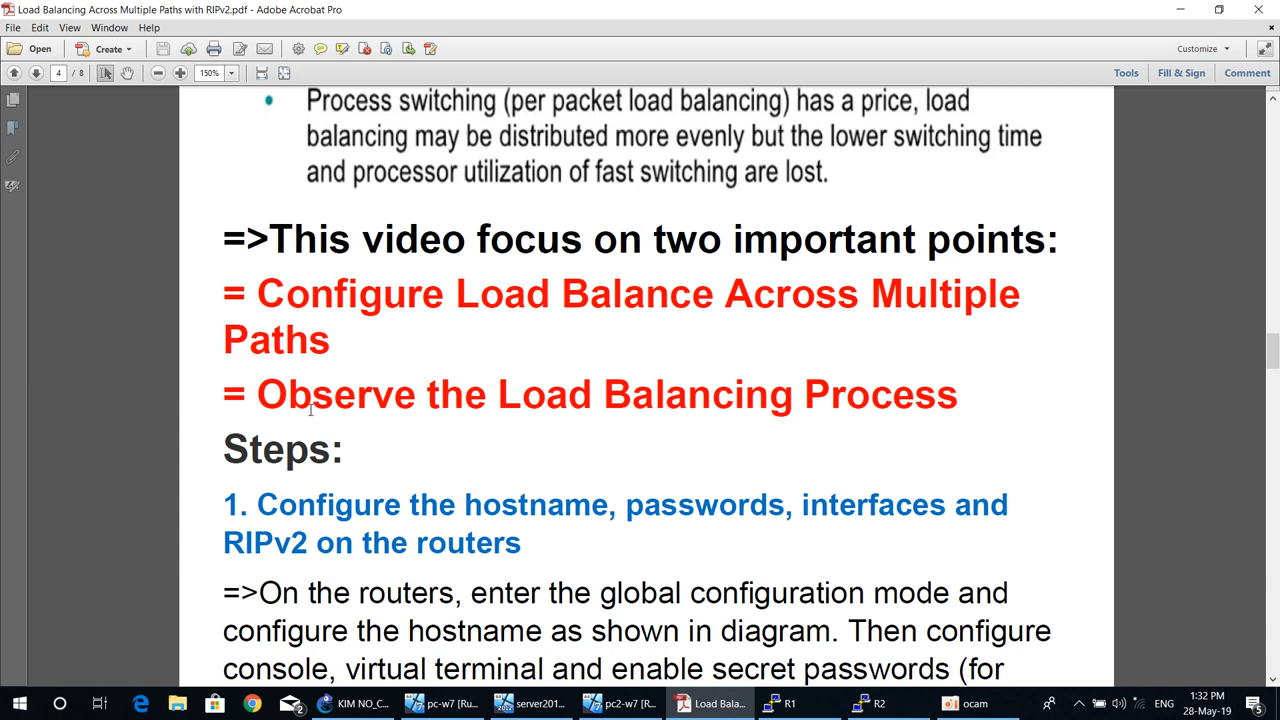 Load Balancing Across Multiple Paths with RIPv2.pdf - Adobe Acrobat Pro
File Edit View Window Help
Open Create Customize
4 / 8 150% Tools Fill & Sign Comment
• Process switching (per packet load balancing) has a price, load
balancing may be distributed more evenly but the lower switching time
and processor utilization of fast switching are lost.
=>This video focus on two important points:
= Configure Load Balance Across Multiple
Paths
= Observe the Load Balancing Process
Steps:
1. Configure the hostname, passwords, interfaces and
RIPv2 on the routers
=>On the routers, enter the global configuration mode and
configure the hostname as shown in diagram. Then configure
console, virtual terminal and enable secret passwords (for
KIM NO_C... pc-w7 [Ru... server201... pc2-w7 [R... Load Bala... R1 R2 ocam ENG 1:32 PM
28-May-19